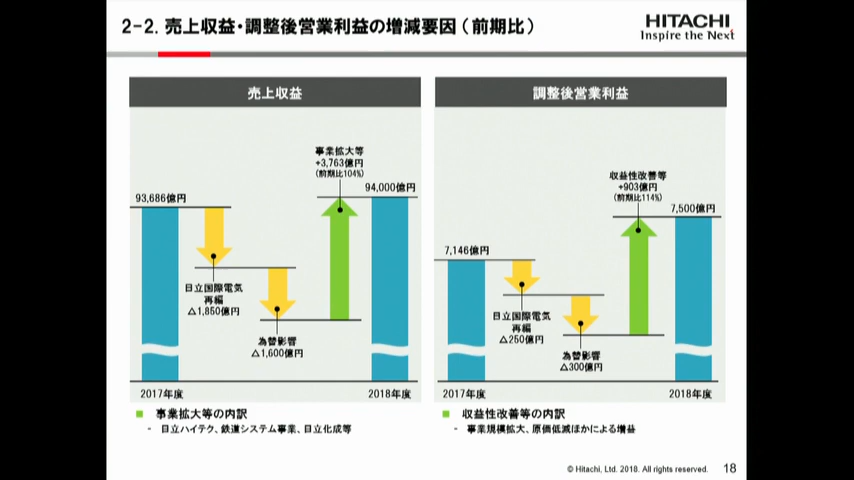 2-2. 売上収益・調整後営業利益の増減要因（前期比）
HITACHI
Inspire the Next
売上収益
事業拡大等
+3,763億円
(前期比104%)
93,686億円
94,000億円
日立国際電気
再編
△1,850億円
為替影響
△1,600億円
2017年度
2018年度
調整後営業利益
収益性改善等
+903億円
(前期比114%)
7,146億円
7,500億円
日立国際電気
再編
△250億円
為替影響
△300億円
2017年度
2018年度
■ 事業拡大等の内訳
- 日立ハイテク、鉄道システム事業、日立化成等
■ 収益性改善等の内訳
- 事業規模拡大、原価低減ほかによる増益
© Hitachi, Ltd. 2018. All rights reserved.
18